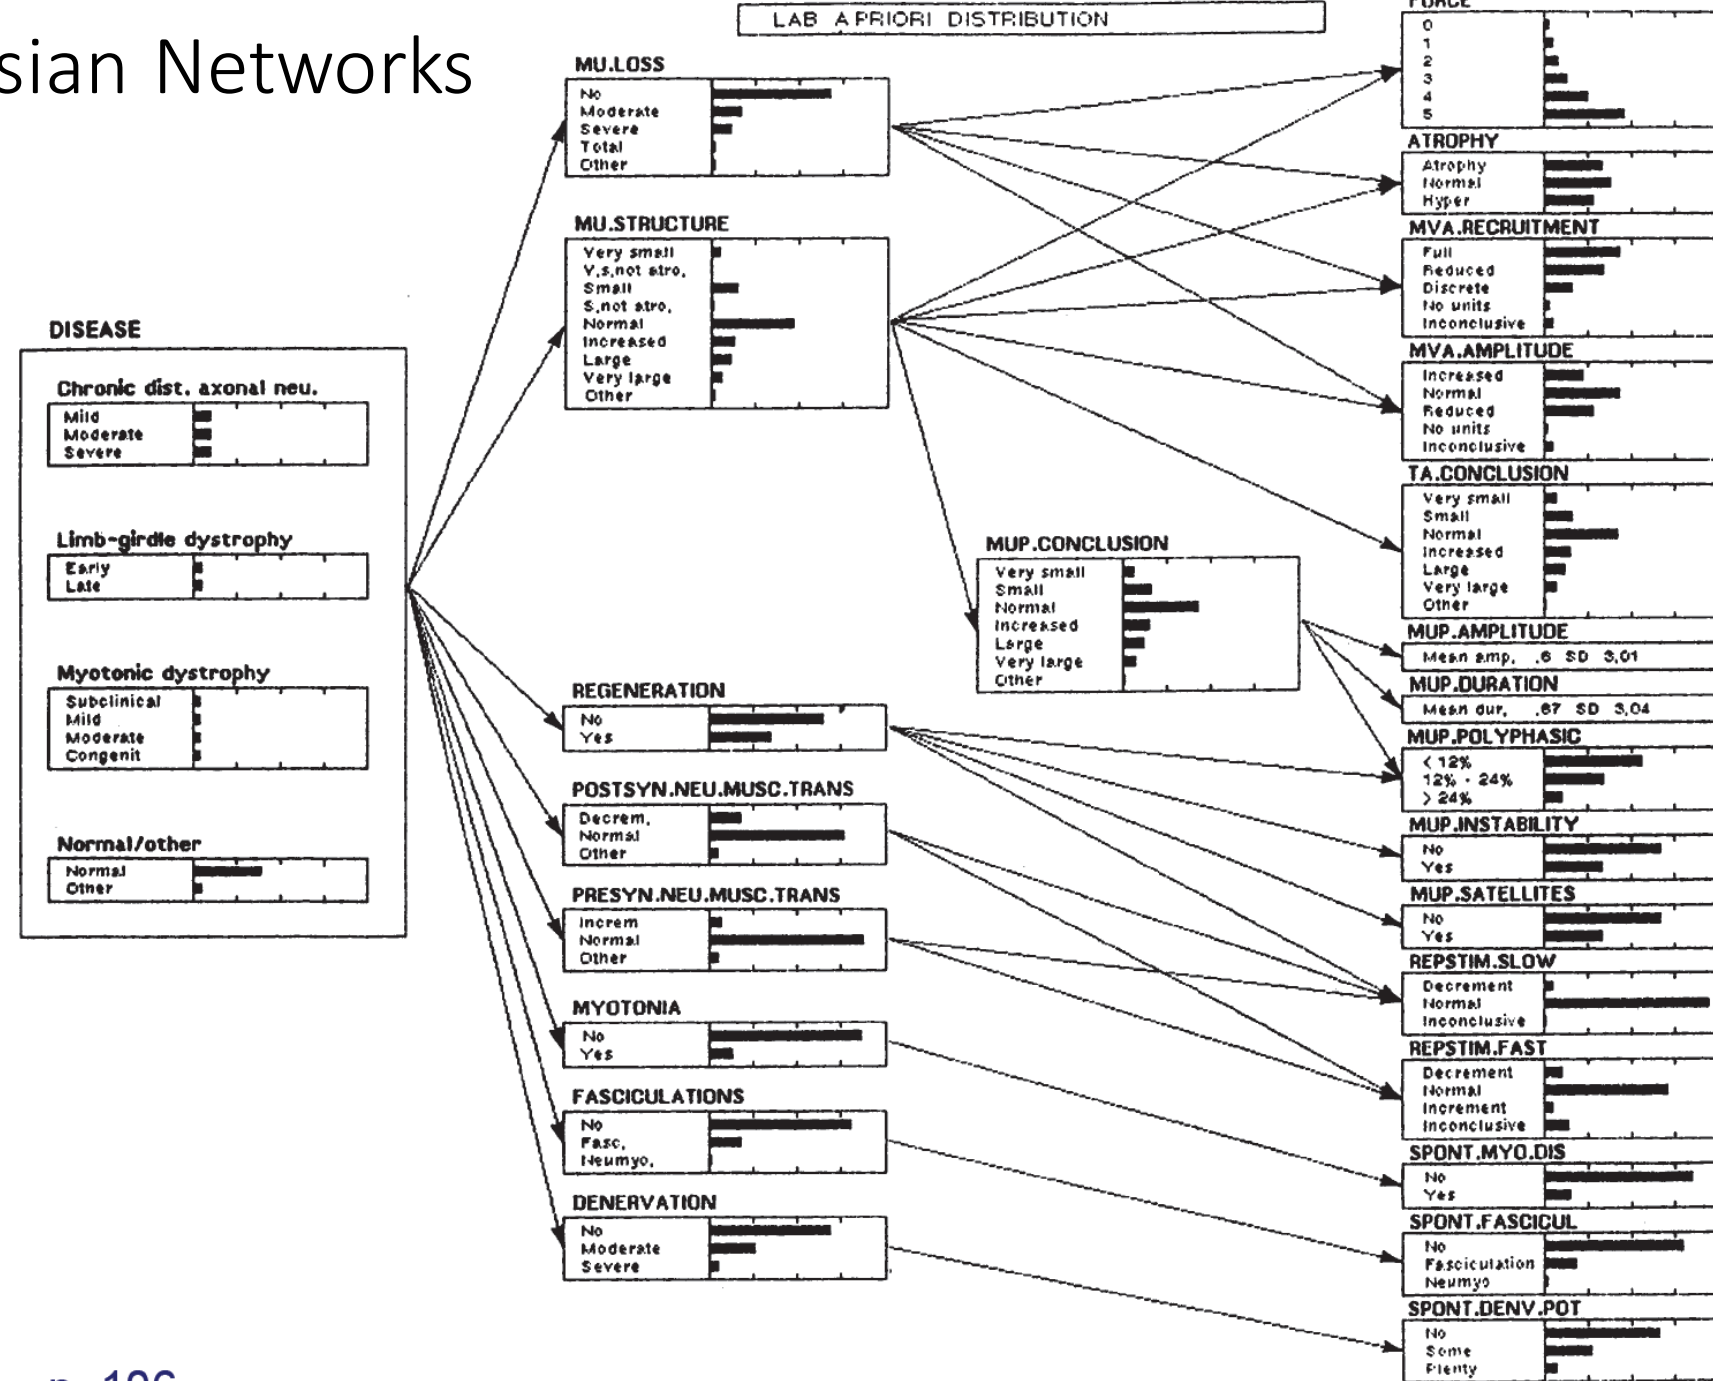 sian Networks
LAB A PRIORI DISTRIBUTION
DISEASE
Chronic dist. axonal neu.
Mild
Moderate
Severe
Limb-girdle dystrophy
Early
Late
Myotonic dystrophy
Subclinical
Mild
Moderate
Congenit
Normal/other
Normal
Other
MU.LOSS
No
Moderate
Severe
Total
Other
MU.STRUCTURE
Very small
V.s.not atro.
Small
S.not atro.
Normal
Increased
Large
Very large
Other
REGENERATION
No
Yes
POSTSYN.NEU.MUSC.TRANS
Decrem.
Normal
Other
PRESYN.NEU.MUSC.TRANS
Increm
Normal
Other
MYOTONIA
No
Yes
FASCICULATIONS
No
Fasc.
Neumyo.
DENERVATION
No
Moderate
Severe
MUP.CONCLUSION
Very small
Small
Normal
Increased
Large
Very large
Other
FORCE
0
1
2
3
4
5
ATROPHY
Atrophy
Normal
Hyper
MVA.RECRUITMENT
Full
Reduced
Discrete
No units
Inconclusive
MVA.AMPLITUDE
Increased
Normal
Reduced
No units
Inconclusive
TA.CONCLUSION
Very small
Small
Normal
Increased
Large
Very large
Other
MUP.AMPLITUDE
Mean amp. .6 SD 3.01
MUP.DURATION
Mean dur. .67 SD 3.04
MUP.POLYPHASIC
< 12%
12% - 24%
> 24%
MUP.INSTABILITY
No
Yes
MUP.SATELLITES
No
Yes
REPSTIM.SLOW
Decrement
Normal
Inconclusive
REPSTIM.FAST
Decrement
Normal
Increment
Inconclusive
SPONT.MYO.DIS
No
Yes
SPONT.FASCICUL
No
Fasciculation
Neumyo
SPONT.DENV.POT
No
Some
Plenty